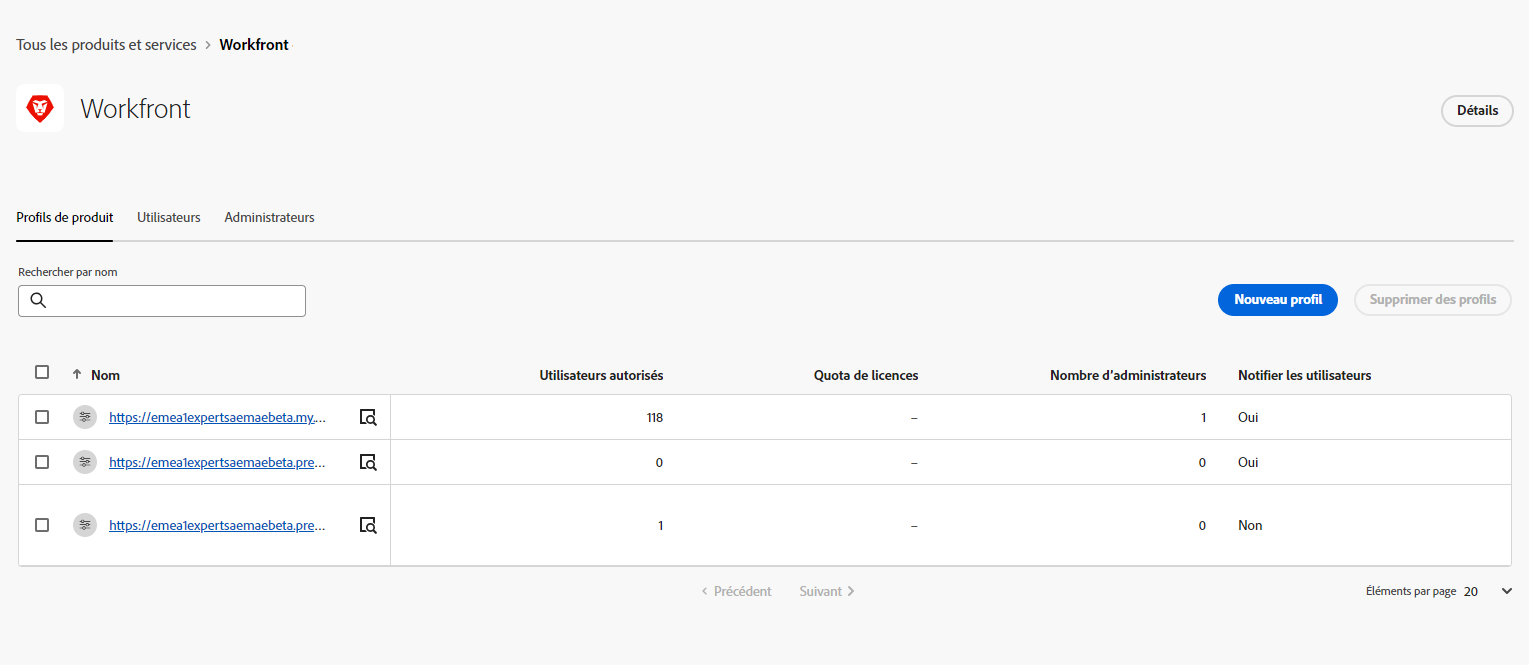 Tous les produits et services > Workfront
Workfront
Détails
Profils de produit Utilisateurs Administrateurs
Rechercher par nom
Nouveau profil Supprimer des profils
Nom Utilisateurs autorisés Quota de licences Nombre d'administrateurs Notifier les utilisateurs
https://emea1expertsaemaebeta.my.... 118 – 1 Oui
https://emea1expertsaemaebeta.pre... 0 – 0 Oui
https://emea1expertsaemaebeta.pre... 1 – 0 Non
Précédent Suivant Éléments par page 20